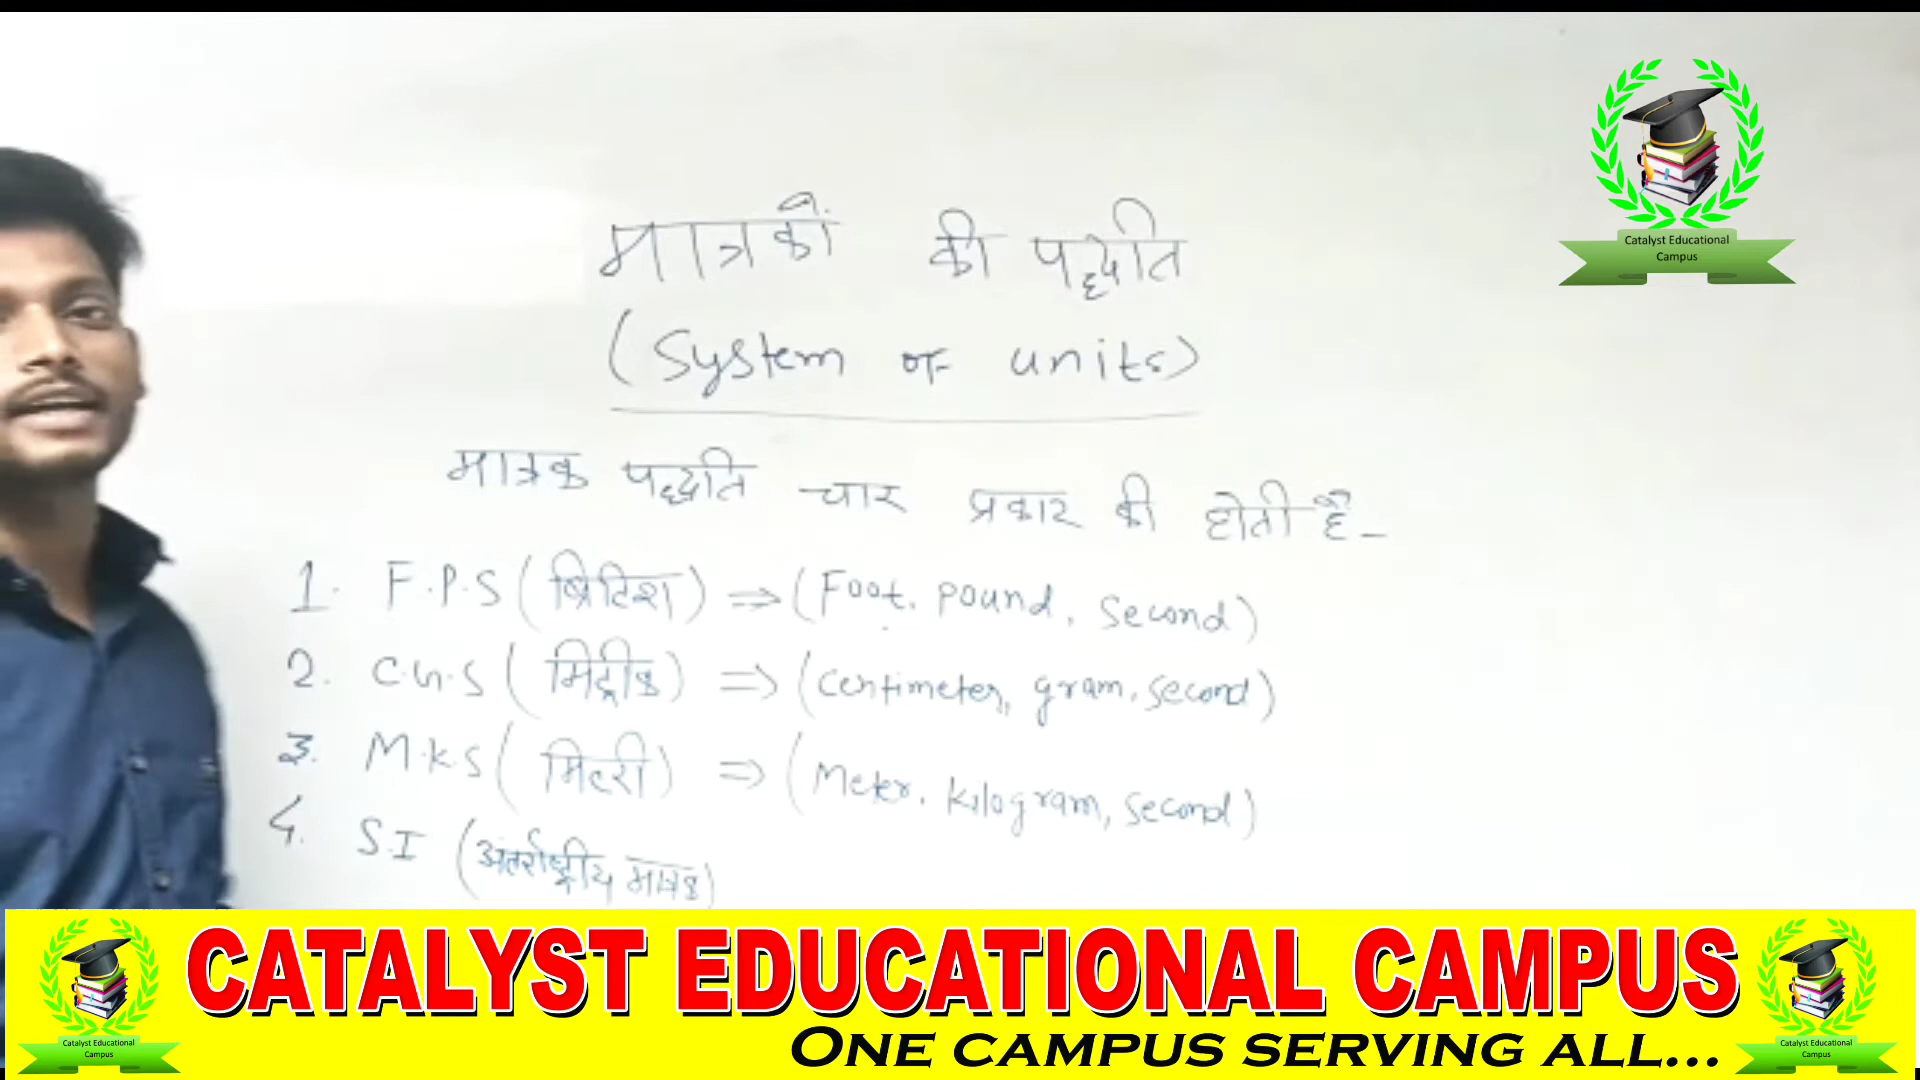 Catalyst Educational
Campus
मात्रकों की पद्धति
(System of units)
मात्रक पद्धति चार प्रकार की होती है-
1. F.P.S (ब्रिटिश) ⇒ (Foot, pound, second)
2. C.G.S (मिट्रीक) ⇒ (centimeter, gram, second)
3. M.K.S (मिटरी) ⇒ (Meter, kilogram, second)
4. S.I (अंतर्राष्ट्रीय मात्रक)
CATALYST EDUCATIONAL CAMPUS
ONE CAMPUS SERVING ALL...
Catalyst Educational
Campus
Catalyst Educational
Campus